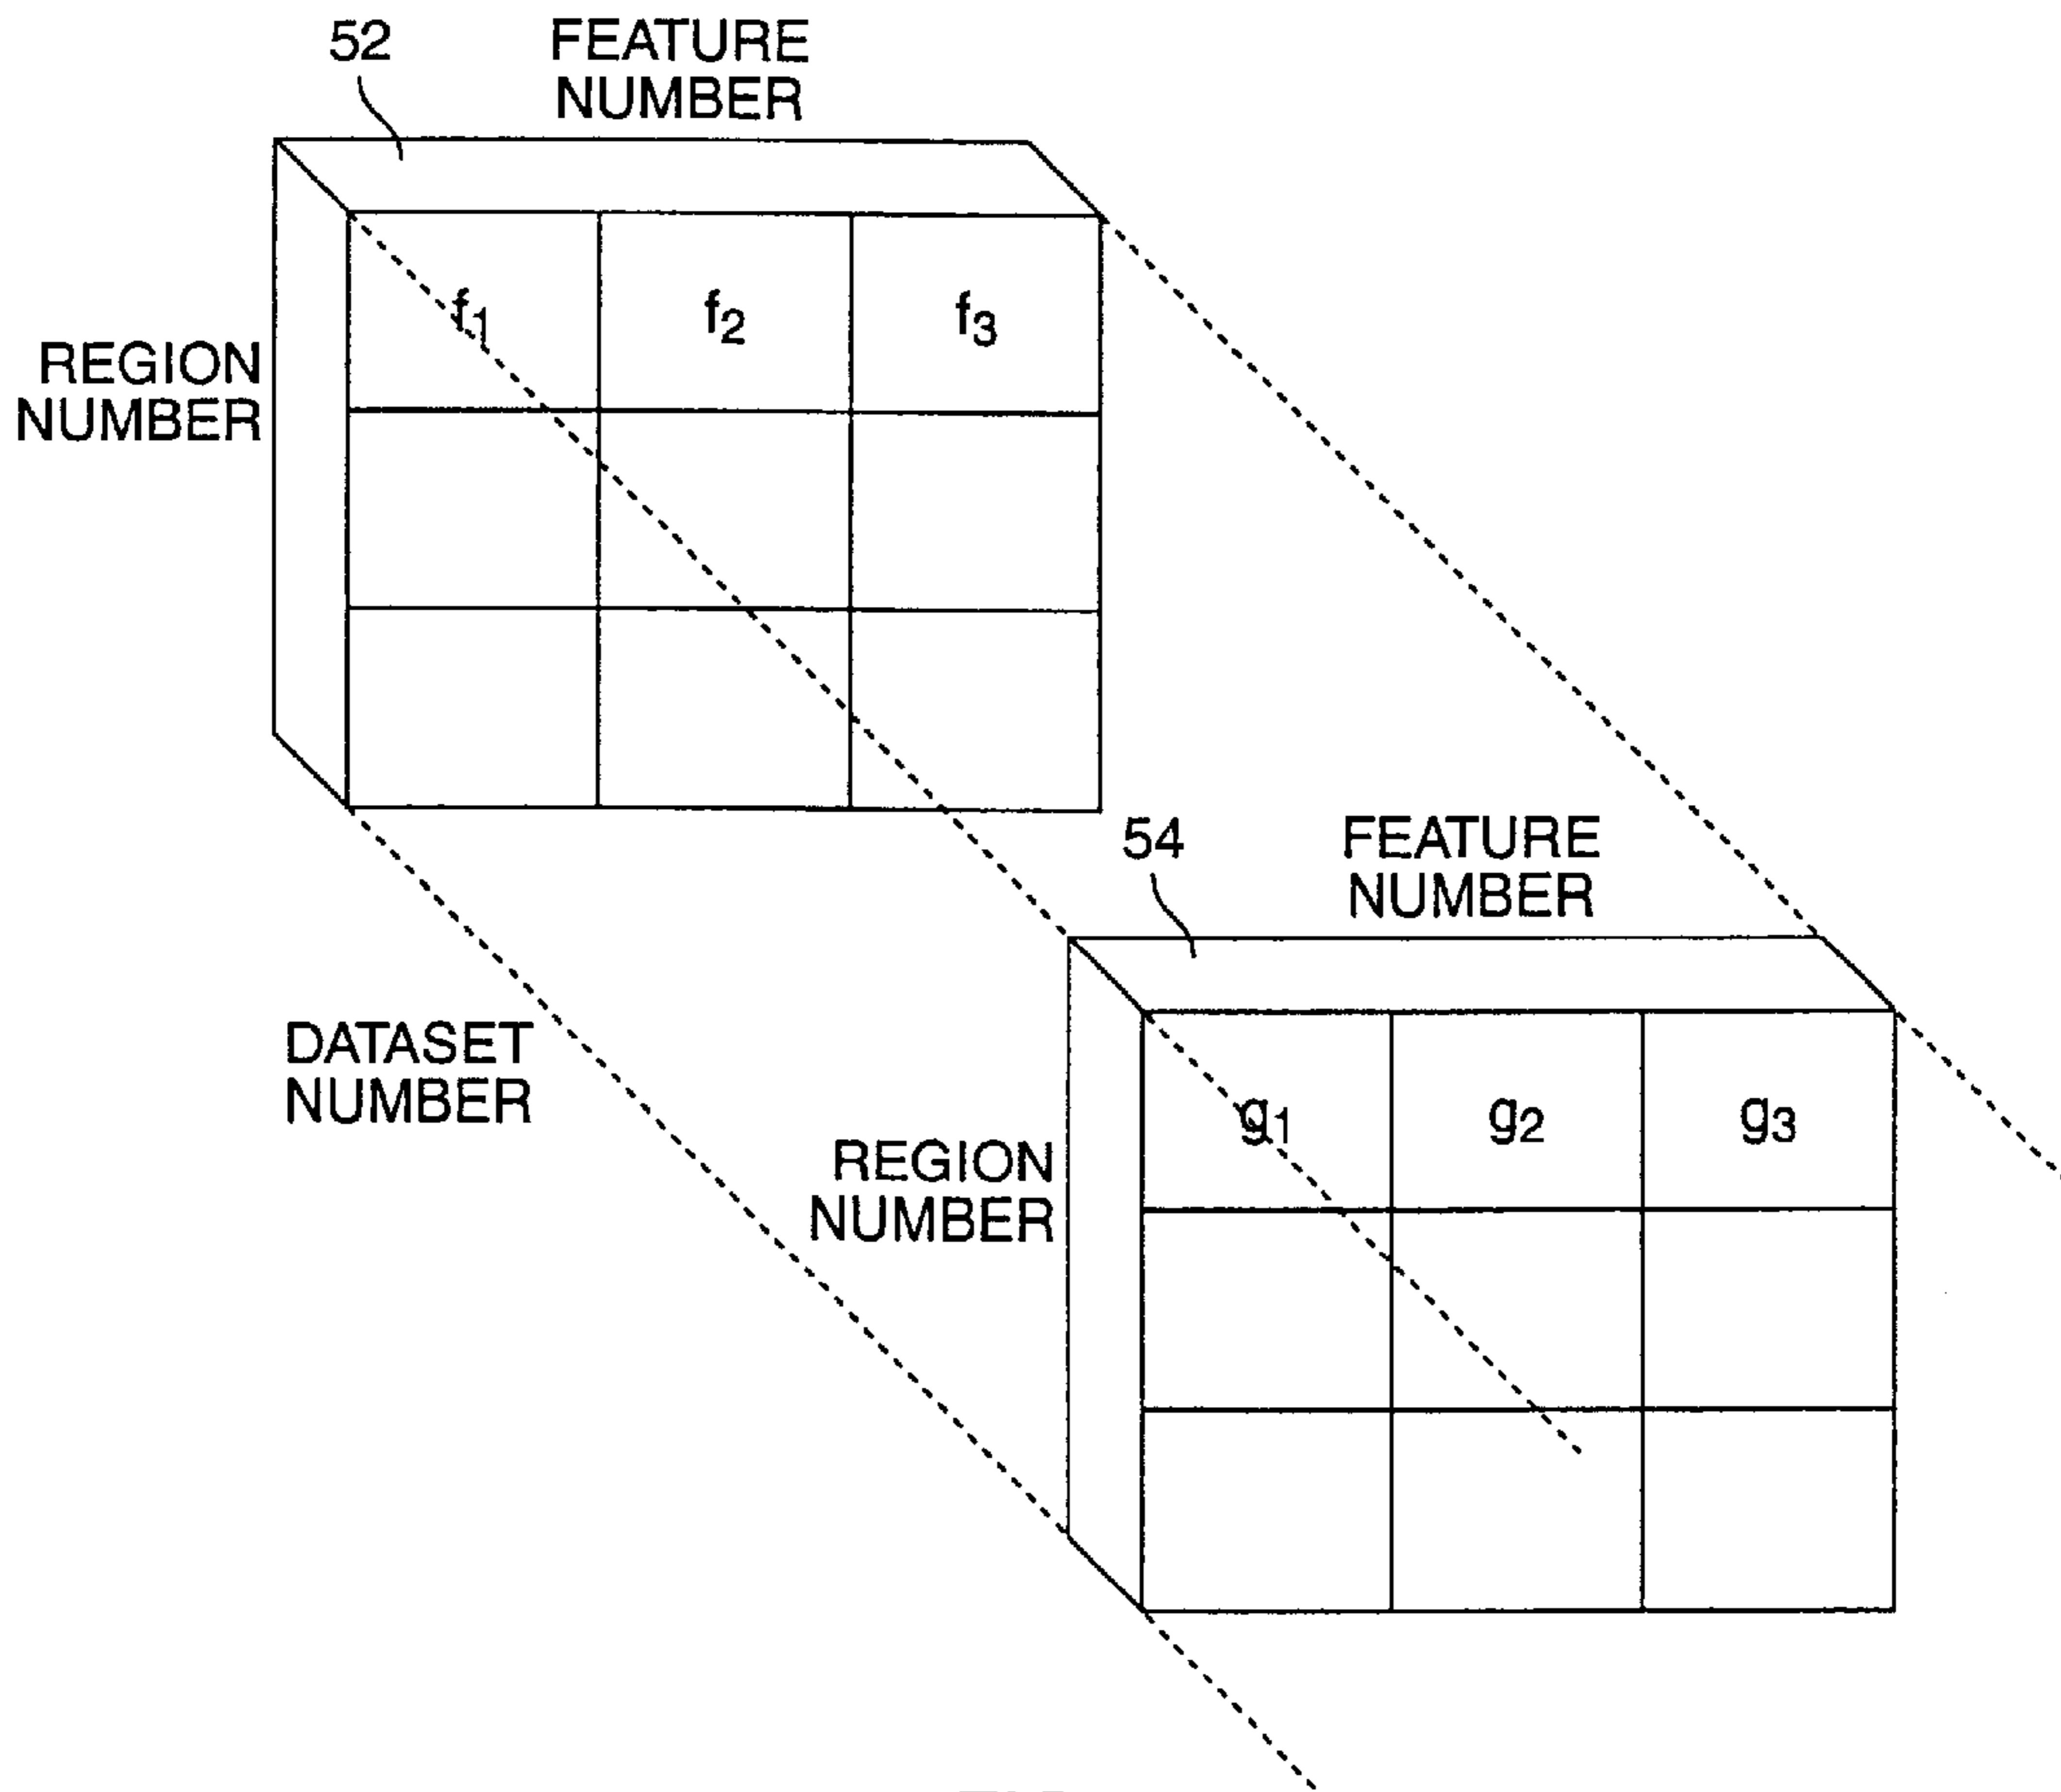 52
FEATURE
NUMBER
REGION
NUMBER
f1
f2
f3
54
FEATURE
NUMBER
DATASET
NUMBER
REGION
NUMBER
g1
g2
g3